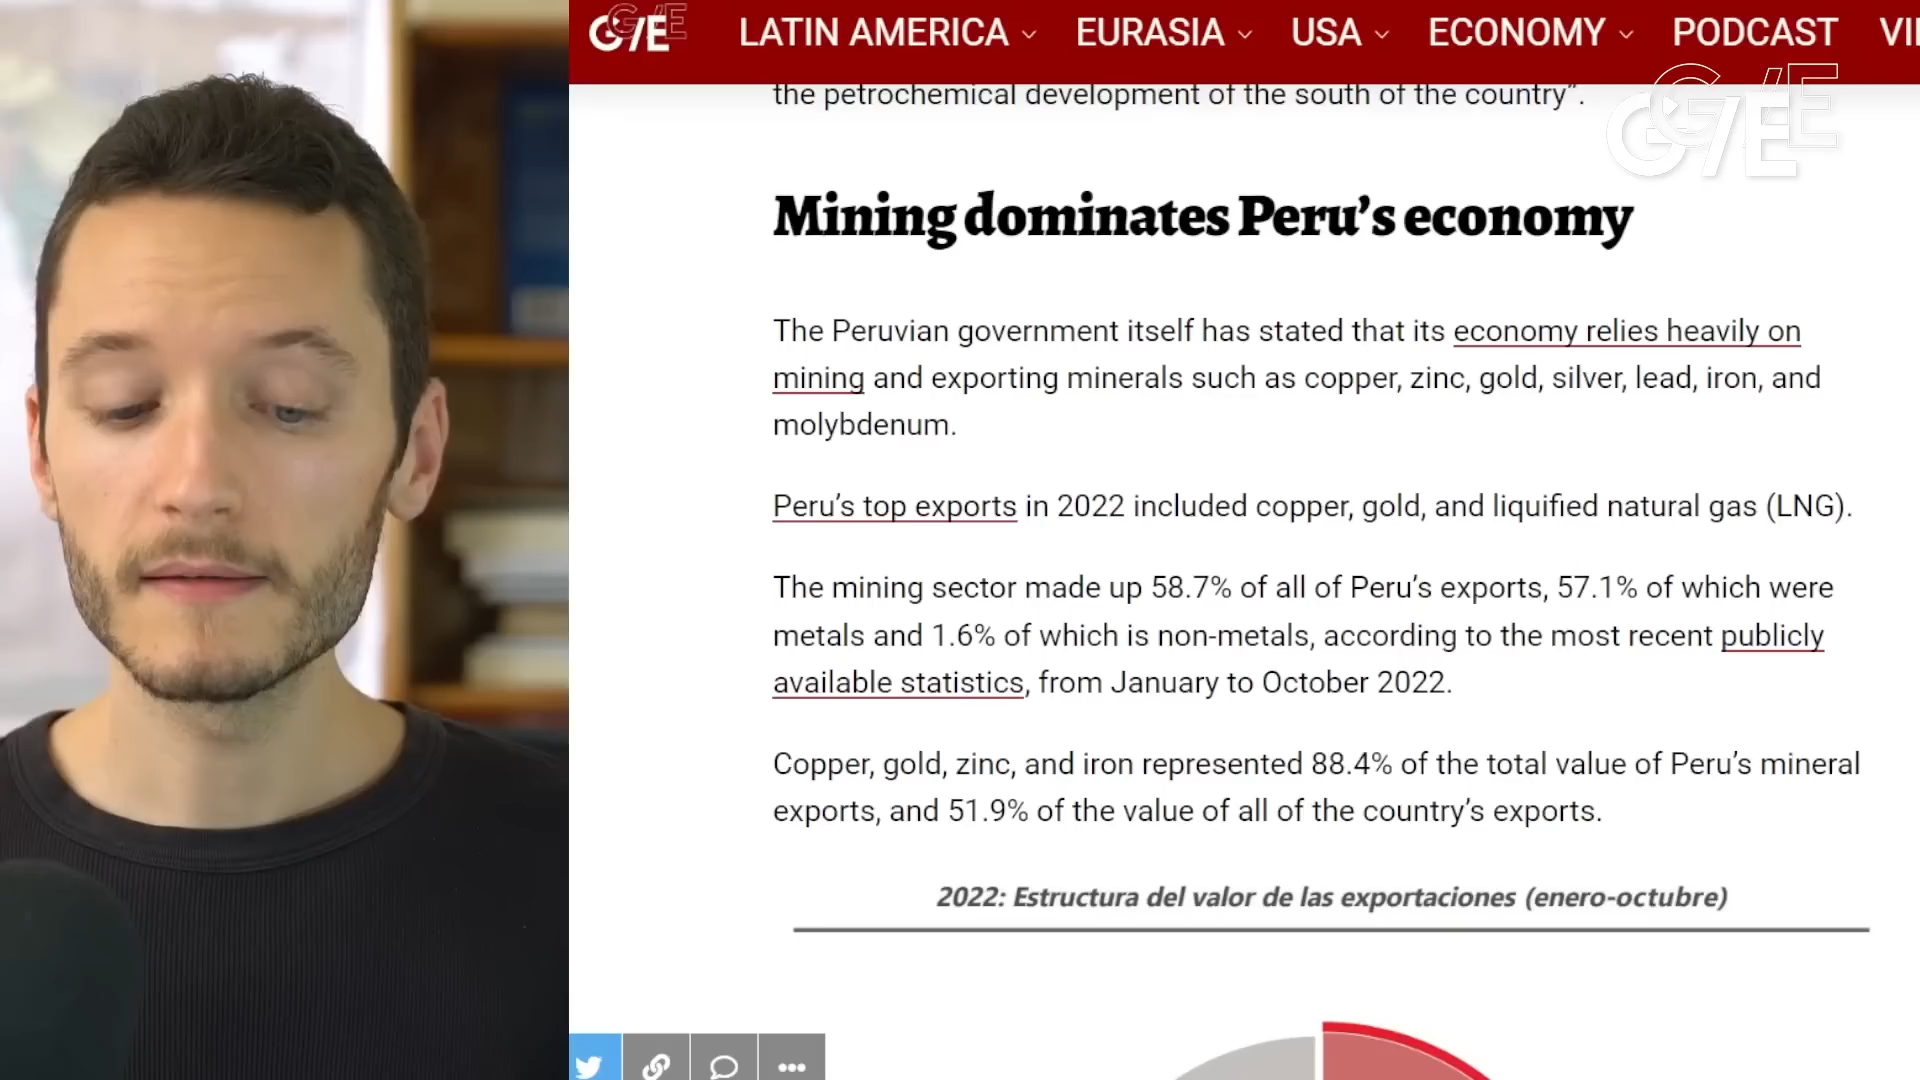 G/E LATIN AMERICA EURASIA USA ECONOMY PODCAST VI
G/E
the petrochemical development of the south of the country”.
Mining dominates Peru’s economy
The Peruvian government itself has stated that its economy relies heavily on
mining and exporting minerals such as copper, zinc, gold, silver, lead, iron, and
molybdenum.
Peru’s top exports in 2022 included copper, gold, and liquified natural gas (LNG).
The mining sector made up 58.7% of all of Peru’s exports, 57.1% of which were
metals and 1.6% of which is non-metals, according to the most recent publicly
available statistics, from January to October 2022.
Copper, gold, zinc, and iron represented 88.4% of the total value of Peru’s mineral
exports, and 51.9% of the value of all of the country’s exports.
2022: Estructura del valor de las exportaciones (enero-octubre)